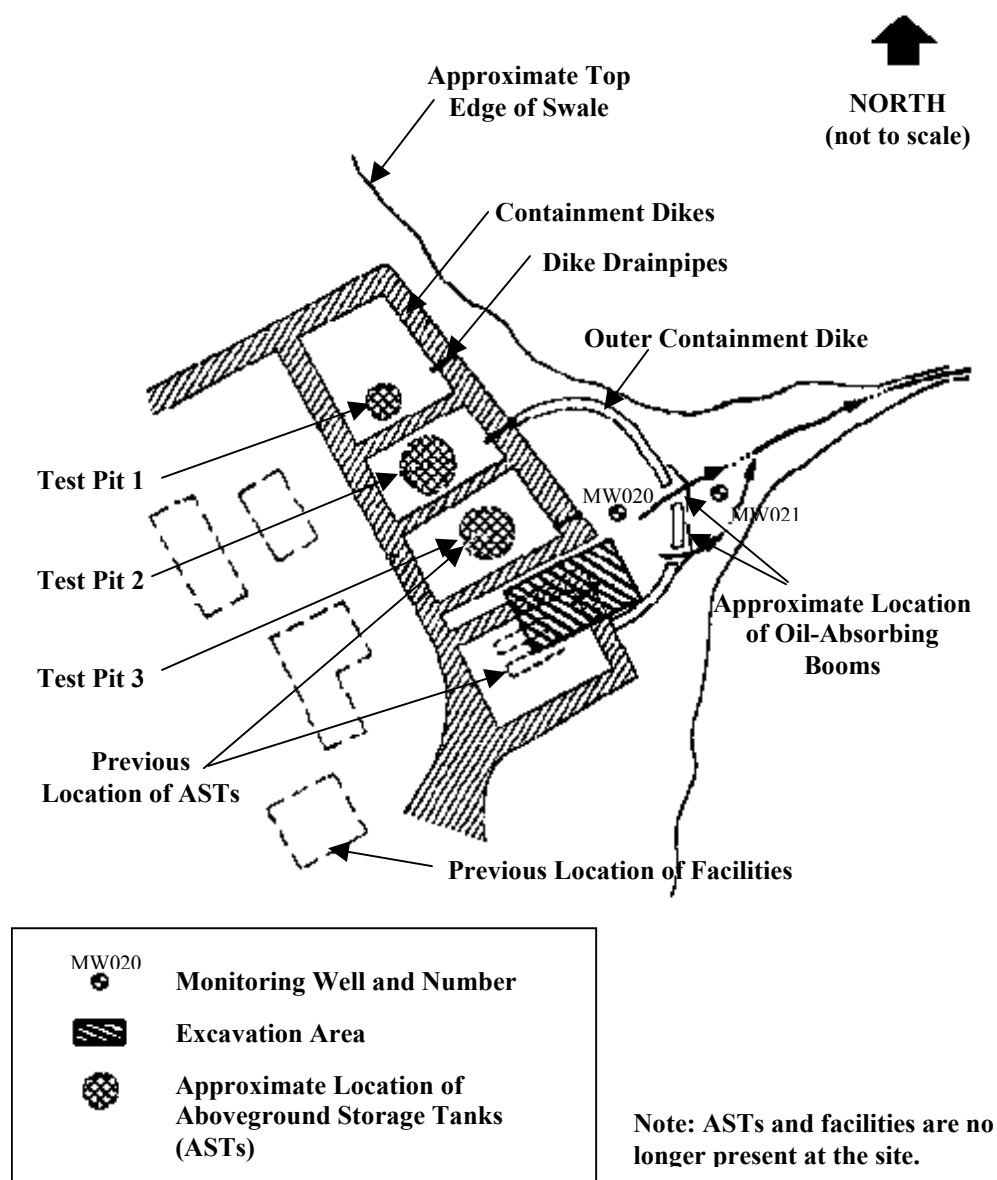 Approximate Top
Edge of Swale
NORTH
(not to scale)
Containment Dikes
Dike Drainpipes
Outer Containment Dike
Test Pit 1
MW020
MW021
Test Pit 2
Approximate Location
of Oil-Absorbing
Booms
Test Pit 3
Previous
Location of ASTs
Previous Location of Facilities
MW020
Monitoring Well and Number
Excavation Area
Approximate Location of
Aboveground Storage Tanks
(ASTs)
Note: ASTs and facilities are no
longer present at the site.